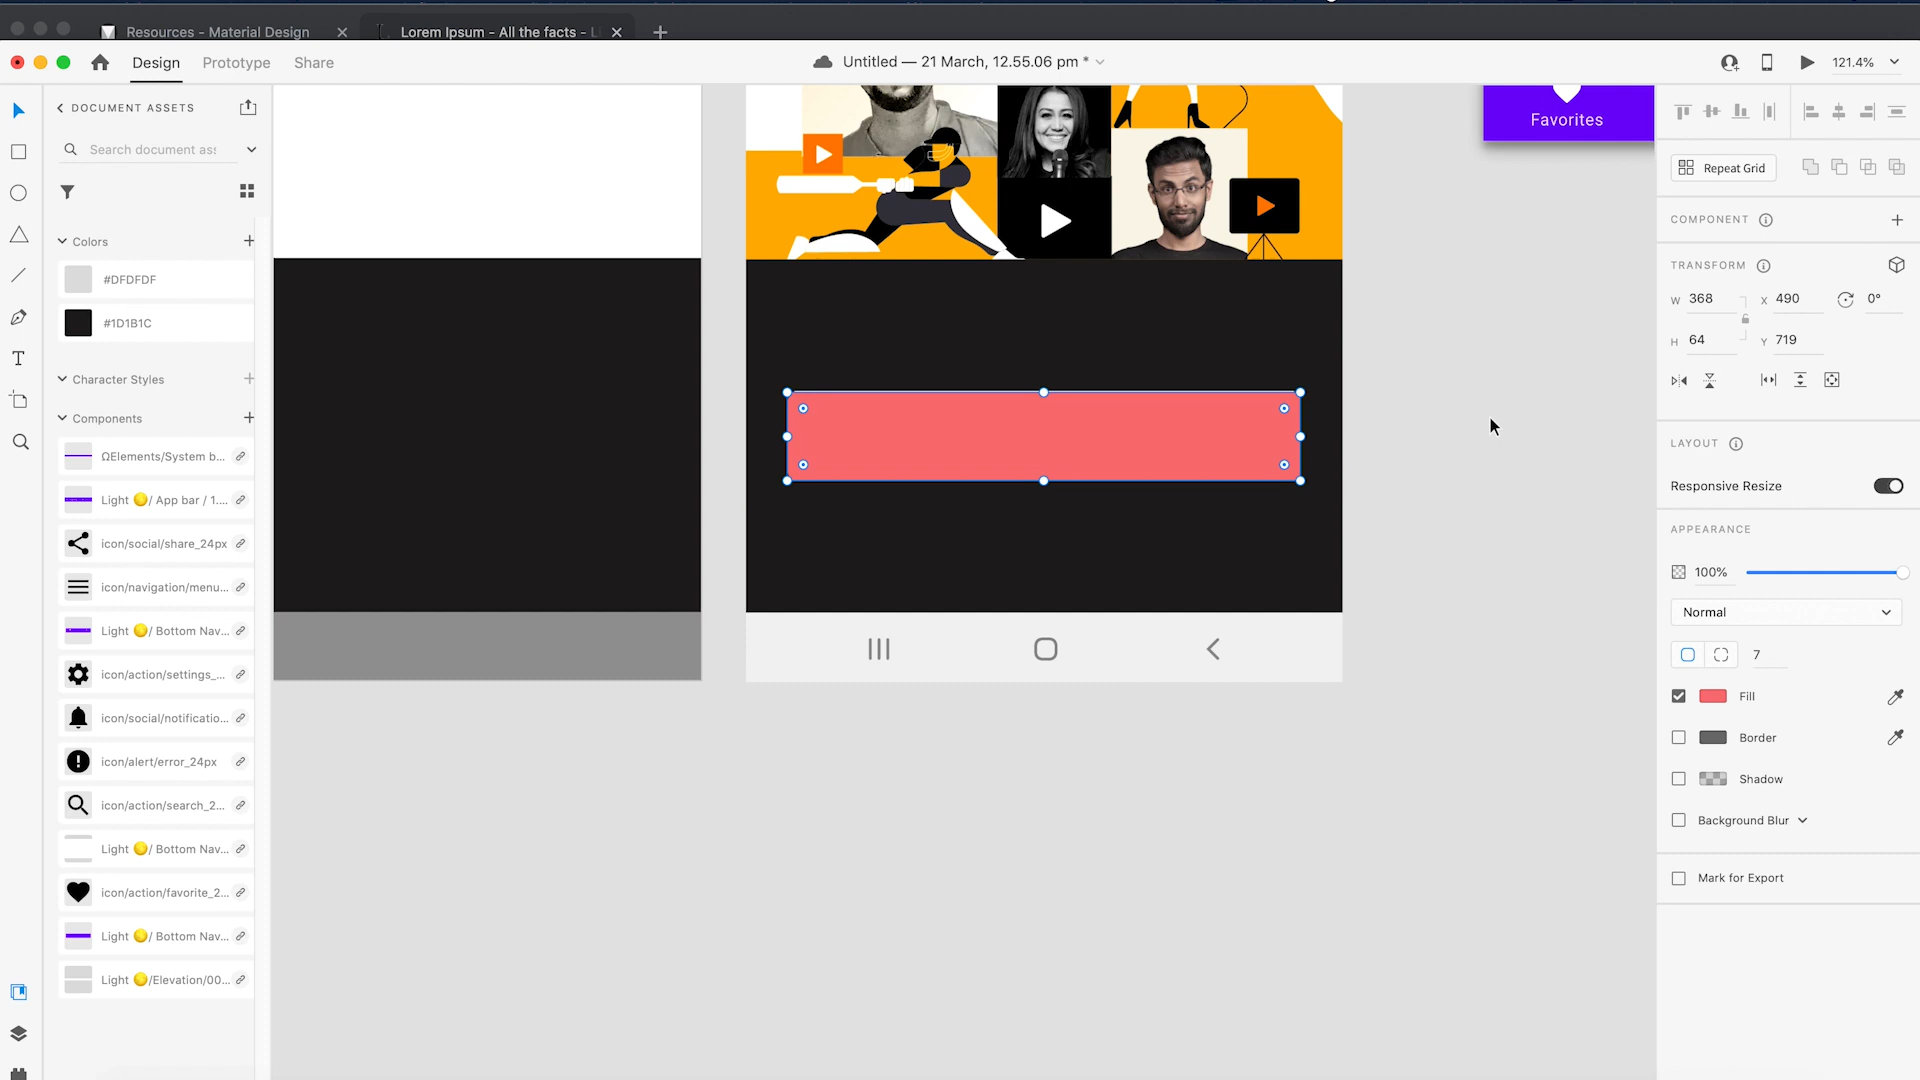 Resources - Material Design
Lorem Ipsum - All the facts - L
Design
Prototype
Share
Untitled — 21 March, 12.55.06 pm *
121.4%
DOCUMENT ASSETS
Search document ass
Colors
#DFDFDF
#1D1B1C
Character Styles
Components
ΩElements/System b...
Light 🟡/ App bar / 1....
icon/social/share_24px
icon/navigation/menu...
Light 🟡/ Bottom Nav...
icon/action/settings_...
icon/social/notificatio...
icon/alert/error_24px
icon/action/search_2...
Light 🟡/ Bottom Nav...
icon/action/favorite_2...
Light 🟡/ Bottom Nav...
Light 🟡/Elevation/00...
Favorites
Repeat Grid
COMPONENT
TRANSFORM
W 368 X 490 0°
H 64 Y 719
LAYOUT
Responsive Resize
APPEARANCE
100%
Normal
7
Fill
Border
Shadow
Background Blur
Mark for Export